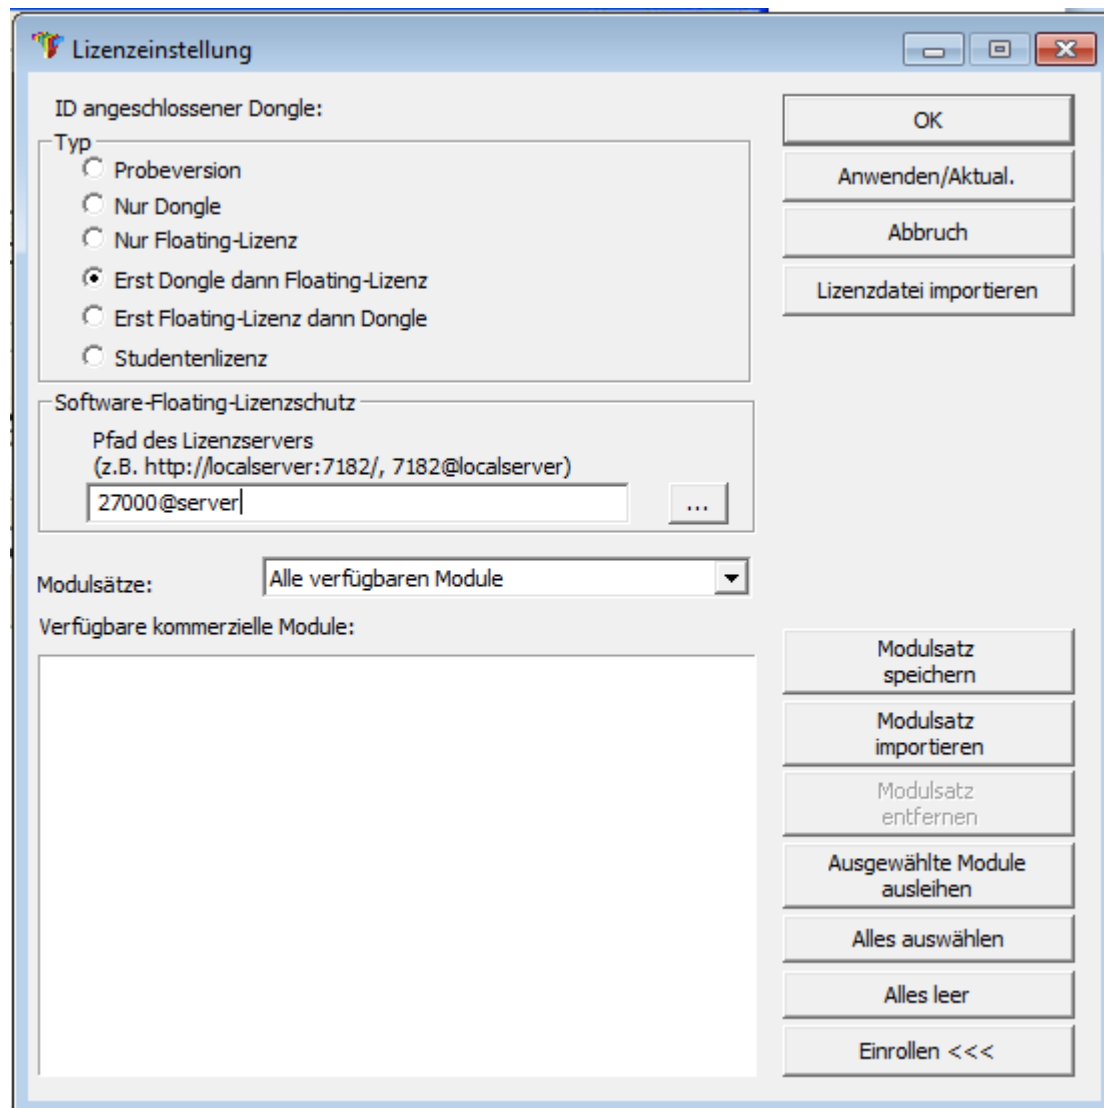 Lizenzeinstellung
ID angeschlossener Dongle:
Typ
Probeversion
Nur Dongle
Nur Floating-Lizenz
Erst Dongle dann Floating-Lizenz
Erst Floating-Lizenz dann Dongle
Studentenlizenz
OK
Anwenden/Aktual.
Abbruch
Lizenzdatei importieren
Software-Floating-Lizenzschutz
Pfad des Lizenzservers
(z.B. http://localserver:7182/, 7182@localserver)
27000@server
...
Modulsätze:
Alle verfügbaren Module
Verfügbare kommerzielle Module:
Modulsatz
speichern
Modulsatz
importieren
Modulsatz
entfernen
Ausgewählte Module
ausleihen
Alles auswählen
Alles leer
Einrollen <<<